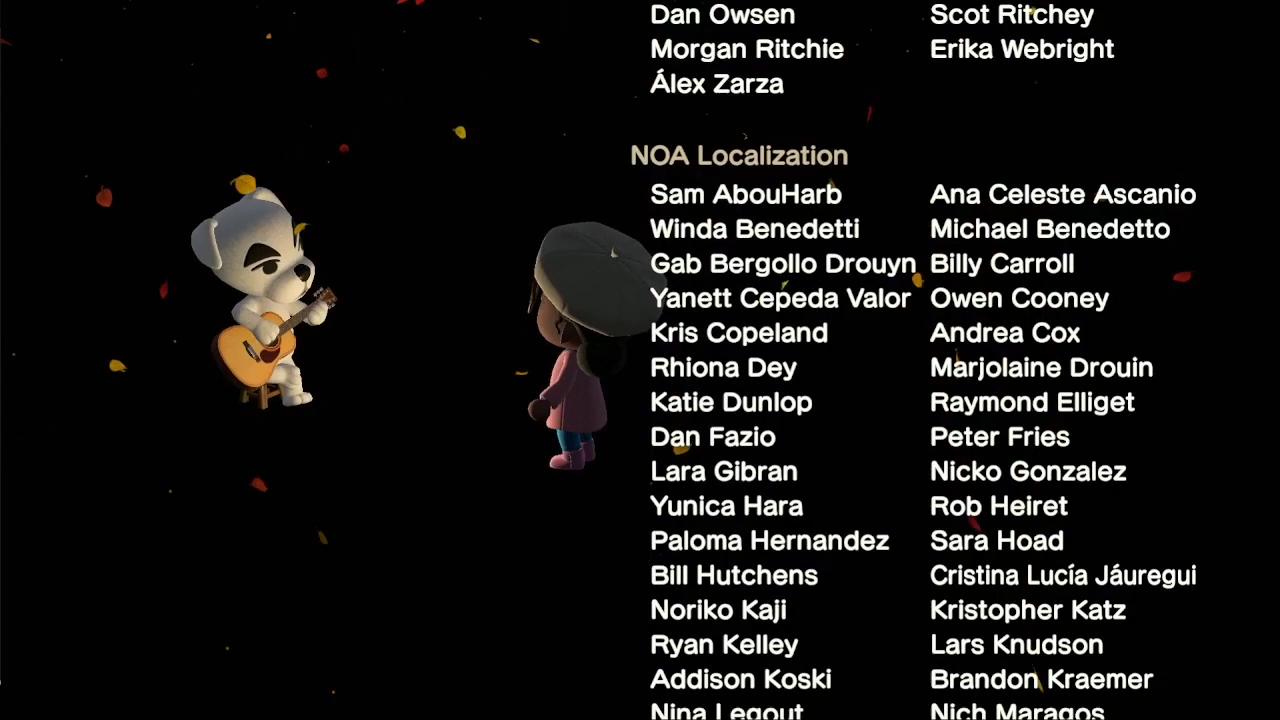 Dan Owsen Scot Ritchey
Morgan Ritchie Erika Webright
Álex Zarza
NOA Localization
Sam AbouHarb Ana Celeste Ascanio
Winda Benedetti Michael Benedetto
Gab Bergollo Drouyn Billy Carroll
Yanett Cepeda Valor Owen Cooney
Kris Copeland Andrea Cox
Rhiona Dey Marjolaine Drouin
Katie Dunlop Raymond Elliget
Dan Fazio Peter Fries
Lara Gibran Nicko Gonzalez
Yunica Hara Rob Heiret
Paloma Hernandez Sara Hoad
Bill Hutchens Cristina Lucía Jáuregui
Noriko Kaji Kristopher Katz
Ryan Kelley Lars Knudson
Addison Koski Brandon Kraemer
Nina Legout Nich Maragos